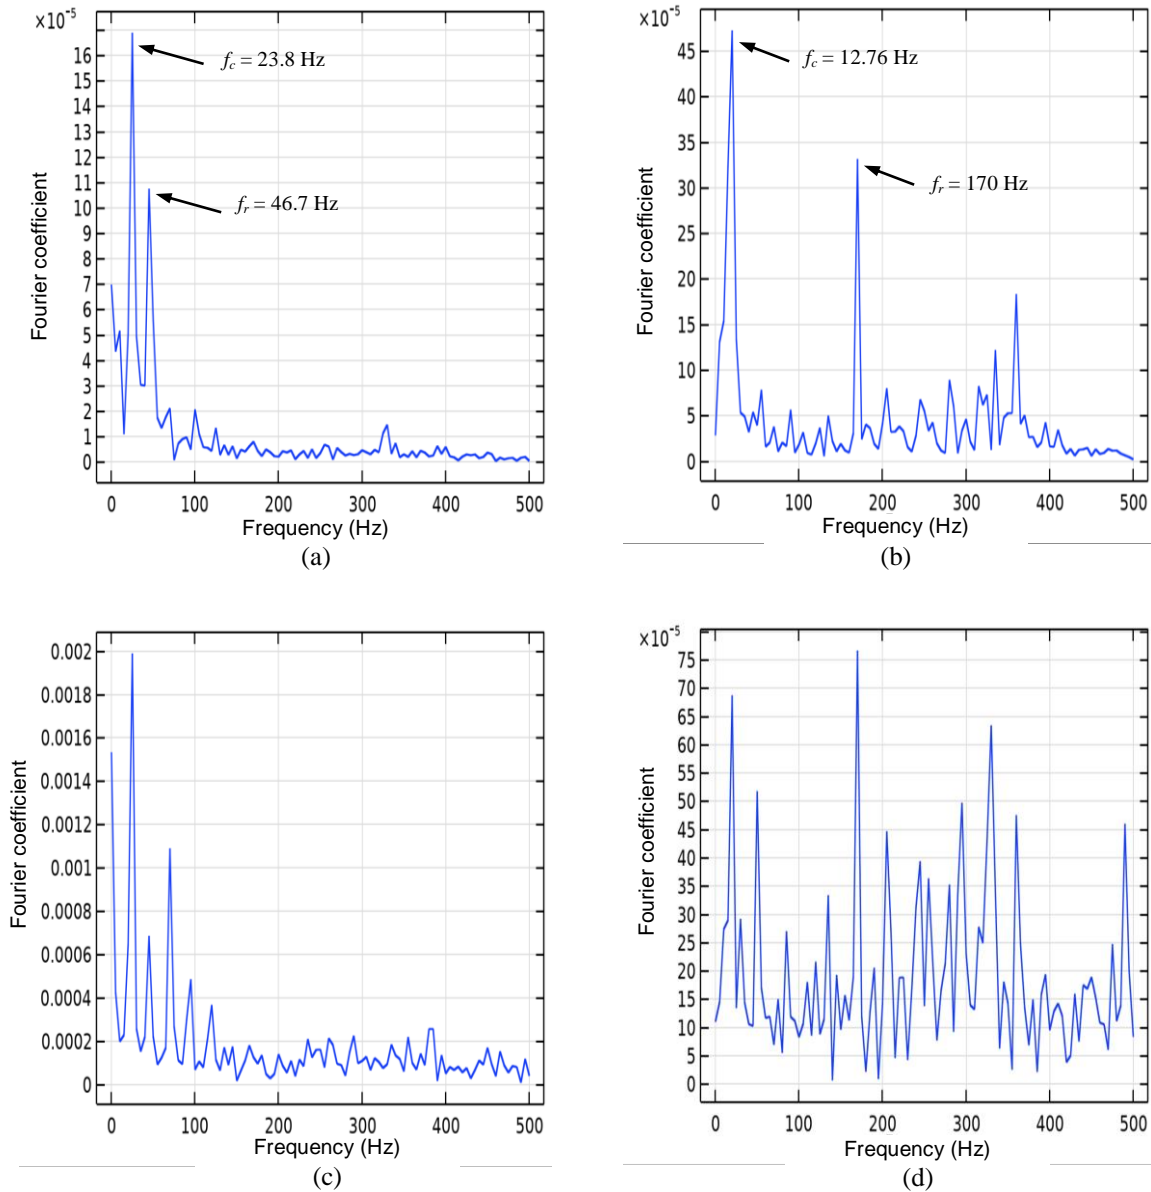 ×10⁻⁵
16
15
14
13
12
11
10
9
8
7
6
5
4
3
2
1
0
Fourier coefficient
f_c = 23.8 Hz
f_r = 46.7 Hz
0 100 200 300 400 500
Frequency (Hz)
(a)
×10⁻⁵
45
40
35
30
25
20
15
10
5
0
Fourier coefficient
f_c = 12.76 Hz
f_r = 170 Hz
0 100 200 300 400 500
Frequency (Hz)
(b)
0.002
0.0018
0.0016
0.0014
0.0012
0.001
0.0008
0.0006
0.0004
0.0002
0
Fourier coefficient
0 100 200 300 400 500
Frequency (Hz)
(c)
×10⁻⁵
75
70
65
60
55
50
45
40
35
30
25
20
15
10
5
0
Fourier coefficient
0 100 200 300 400 500
Frequency (Hz)
(d)